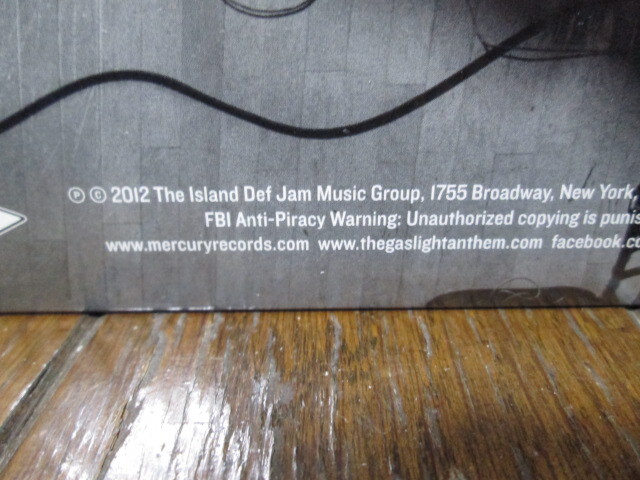 ℗ © 2012 The Island Def Jam Music Group, 1755 Broadway, New York,
FBI Anti-Piracy Warning: Unauthorized copying is punis
www.mercuryrecords.com www.thegaslightanthem.com facebook.co